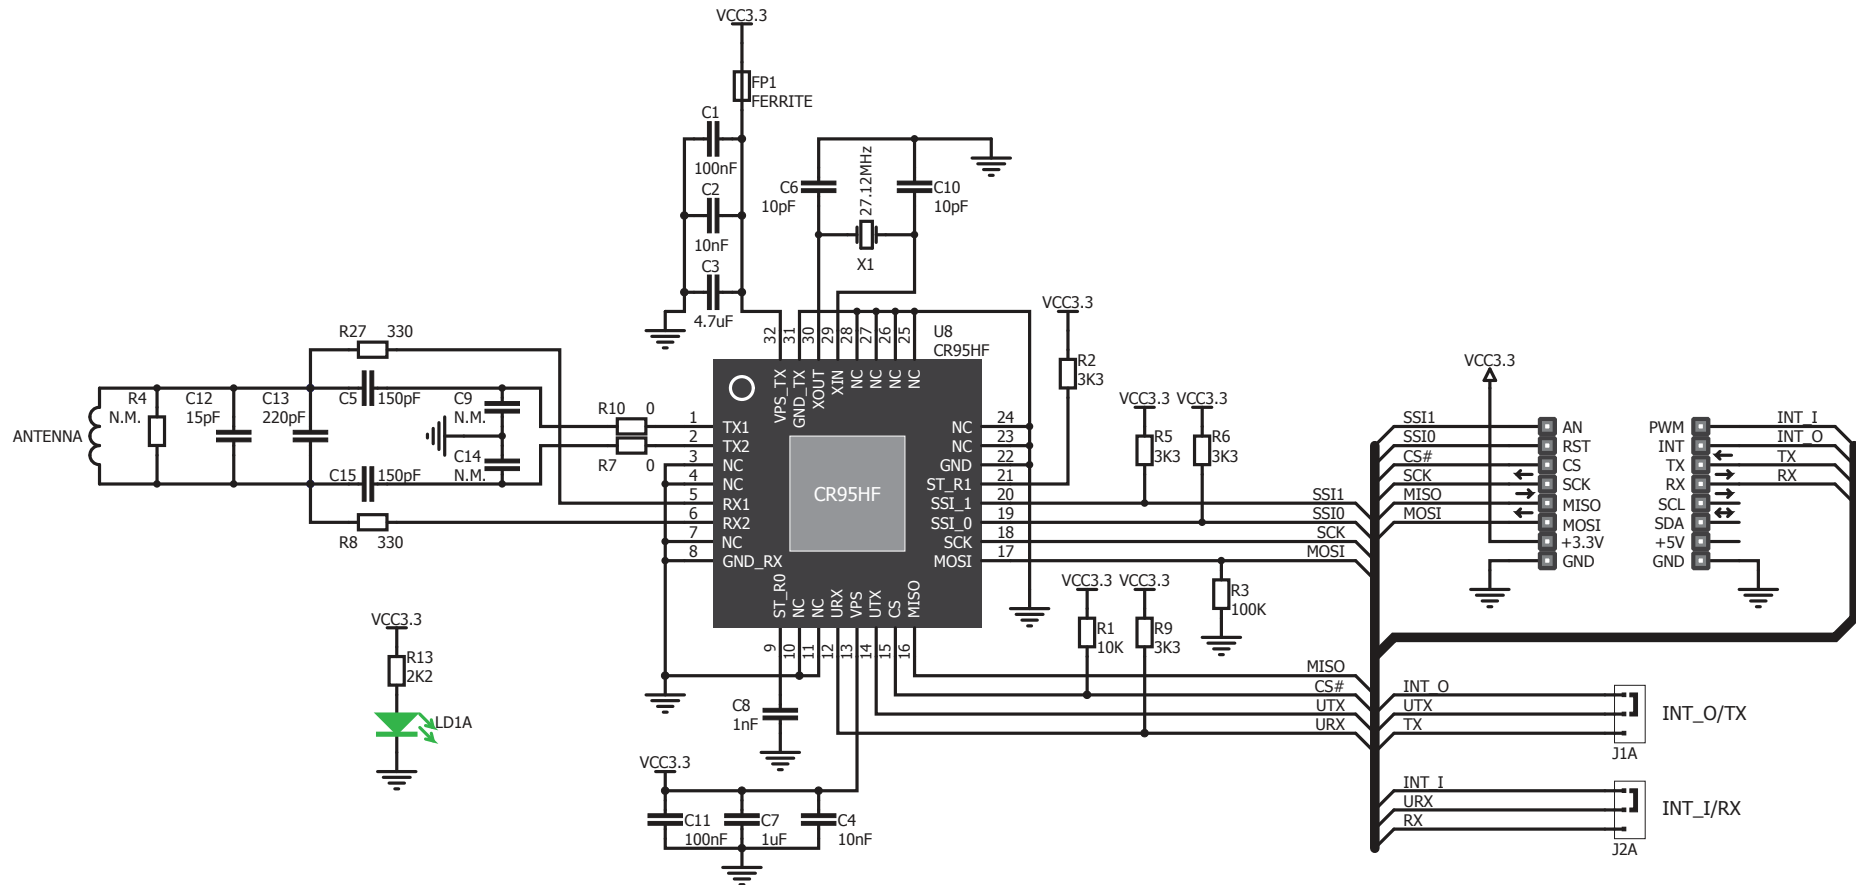 VCC3.3
FP1
FERRITE
C1
100nF
C2
10nF
C3
4.7uF
C6
10pF
27.12MHz
X1
C10
10pF
VCC3.3
R2
3K3
U8
CR95HF
32
31
30
29
28
27
26
25
VPS_TX
GND_TX
XOUT
XIN
NC
NC
NC
NC
R27 330
R4
N.M.
C12
15pF
C13
220pF
C5 150pF
C9
N.M.
ANTENNA
C15 150pF
C14
N.M.
R10 0
R7 0
R8 330
1 TX1
2 TX2
3 NC
4 NC
5 RX1
6 RX2
7 NC
8 GND_RX
CR95HF
NC 24
NC 23
GND 22
ST_R1 21
SSI_1 20
SSI_0 19
SCK 18
MOSI 17
ST_R0
NC
NC
URX
VPS
UTX
CS
MISO
9
10
11
12
13
14
15
16
VCC3.3
R5
3K3
VCC3.3
R6
3K3
SSI1
SSI0
SCK
MOSI
R3
100K
VCC3.3
R1
10K
VCC3.3
R9
3K3
MISO
CS#
UTX
URX
VCC3.3
R13
2K2
LD1A
C8
1nF
VCC3.3
C11
100nF
C7
1uF
C4
10nF
VCC3.3
SSI1
SSI0
CS#
SCK
MISO
MOSI
AN
RST
CS
SCK
MISO
MOSI
+3.3V
GND
PWM
INT
TX
RX
SCL
SDA
+5V
GND
INT_I
INT_O
TX
RX
INT_O
UTX
TX
INT_O/TX
J1A
INT_I
URX
RX
INT_I/RX
J2A